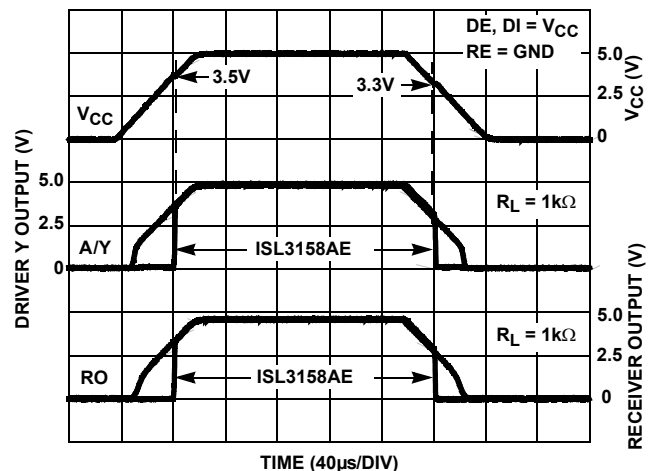 DE, DI = VCC
RE = GND
5.0
3.5V
3.3V
2.5
VCC
0
VCC (V)
5.0
RL = 1kΩ
2.5
A/Y
ISL3158AE
0
DRIVER Y OUTPUT (V)
5.0
RL = 1kΩ
2.5
RO
ISL3158AE
0
RECEIVER OUTPUT (V)
TIME (40µs/DIV)